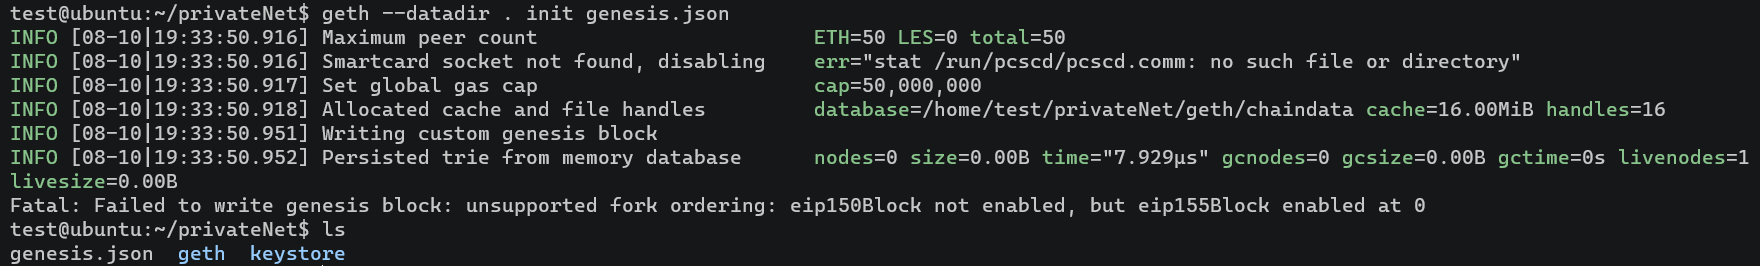 test@ubuntu:~/privateNet$ geth --datadir . init genesis.json
INFO [08-10|19:33:50.916] Maximum peer count                       ETH=50 LES=0 total=50
INFO [08-10|19:33:50.916] Smartcard socket not found, disabling    err="stat /run/pcscd/pcscd.comm: no such file or directory"
INFO [08-10|19:33:50.917] Set global gas cap                       cap=50,000,000
INFO [08-10|19:33:50.918] Allocated cache and file handles         database=/home/test/privateNet/geth/chaindata cache=16.00MiB handles=16
INFO [08-10|19:33:50.951] Writing custom genesis block
INFO [08-10|19:33:50.952] Persisted trie from memory database      nodes=0 size=0.00B time="7.929µs" gcnodes=0 gcsize=0.00B gctime=0s livenodes=1
livesize=0.00B
Fatal: Failed to write genesis block: unsupported fork ordering: eip150Block not enabled, but eip155Block enabled at 0
test@ubuntu:~/privateNet$ ls
genesis.json  geth  keystore